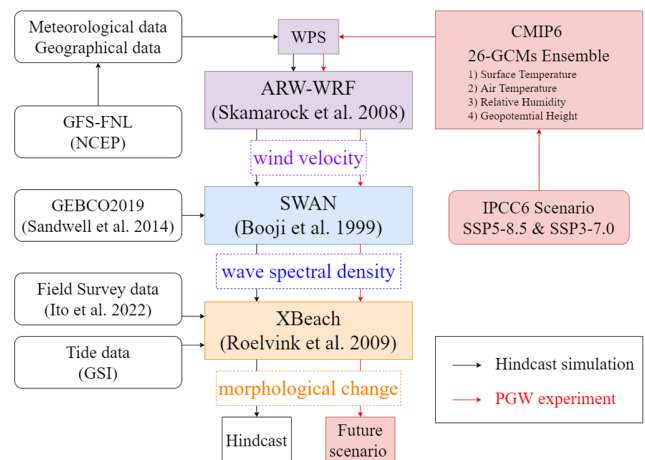 Meteorological data
Geographical data
WPS
CMIP6
26-GCMs Ensemble
1) Surface Temperature
2) Air Temperature
3) Relative Humidity
4) Geopotemtial Height
GFS-FNL
(NCEP)
ARW-WRF
(Skamarock et al. 2008)
wind velocity
GEBCO2019
(Sandwell et al. 2014)
SWAN
(Booji et al. 1999)
IPCC6 Scenario
SSP5-8.5 & SSP3-7.0
wave spectral density
Field Survey data
(Ito et al. 2022)
XBeach
(Roelvink et al. 2009)
Tide data
(GSI)
morphological change
Hindcast
Future
scenario
Hindcast simulation
PGW experiment